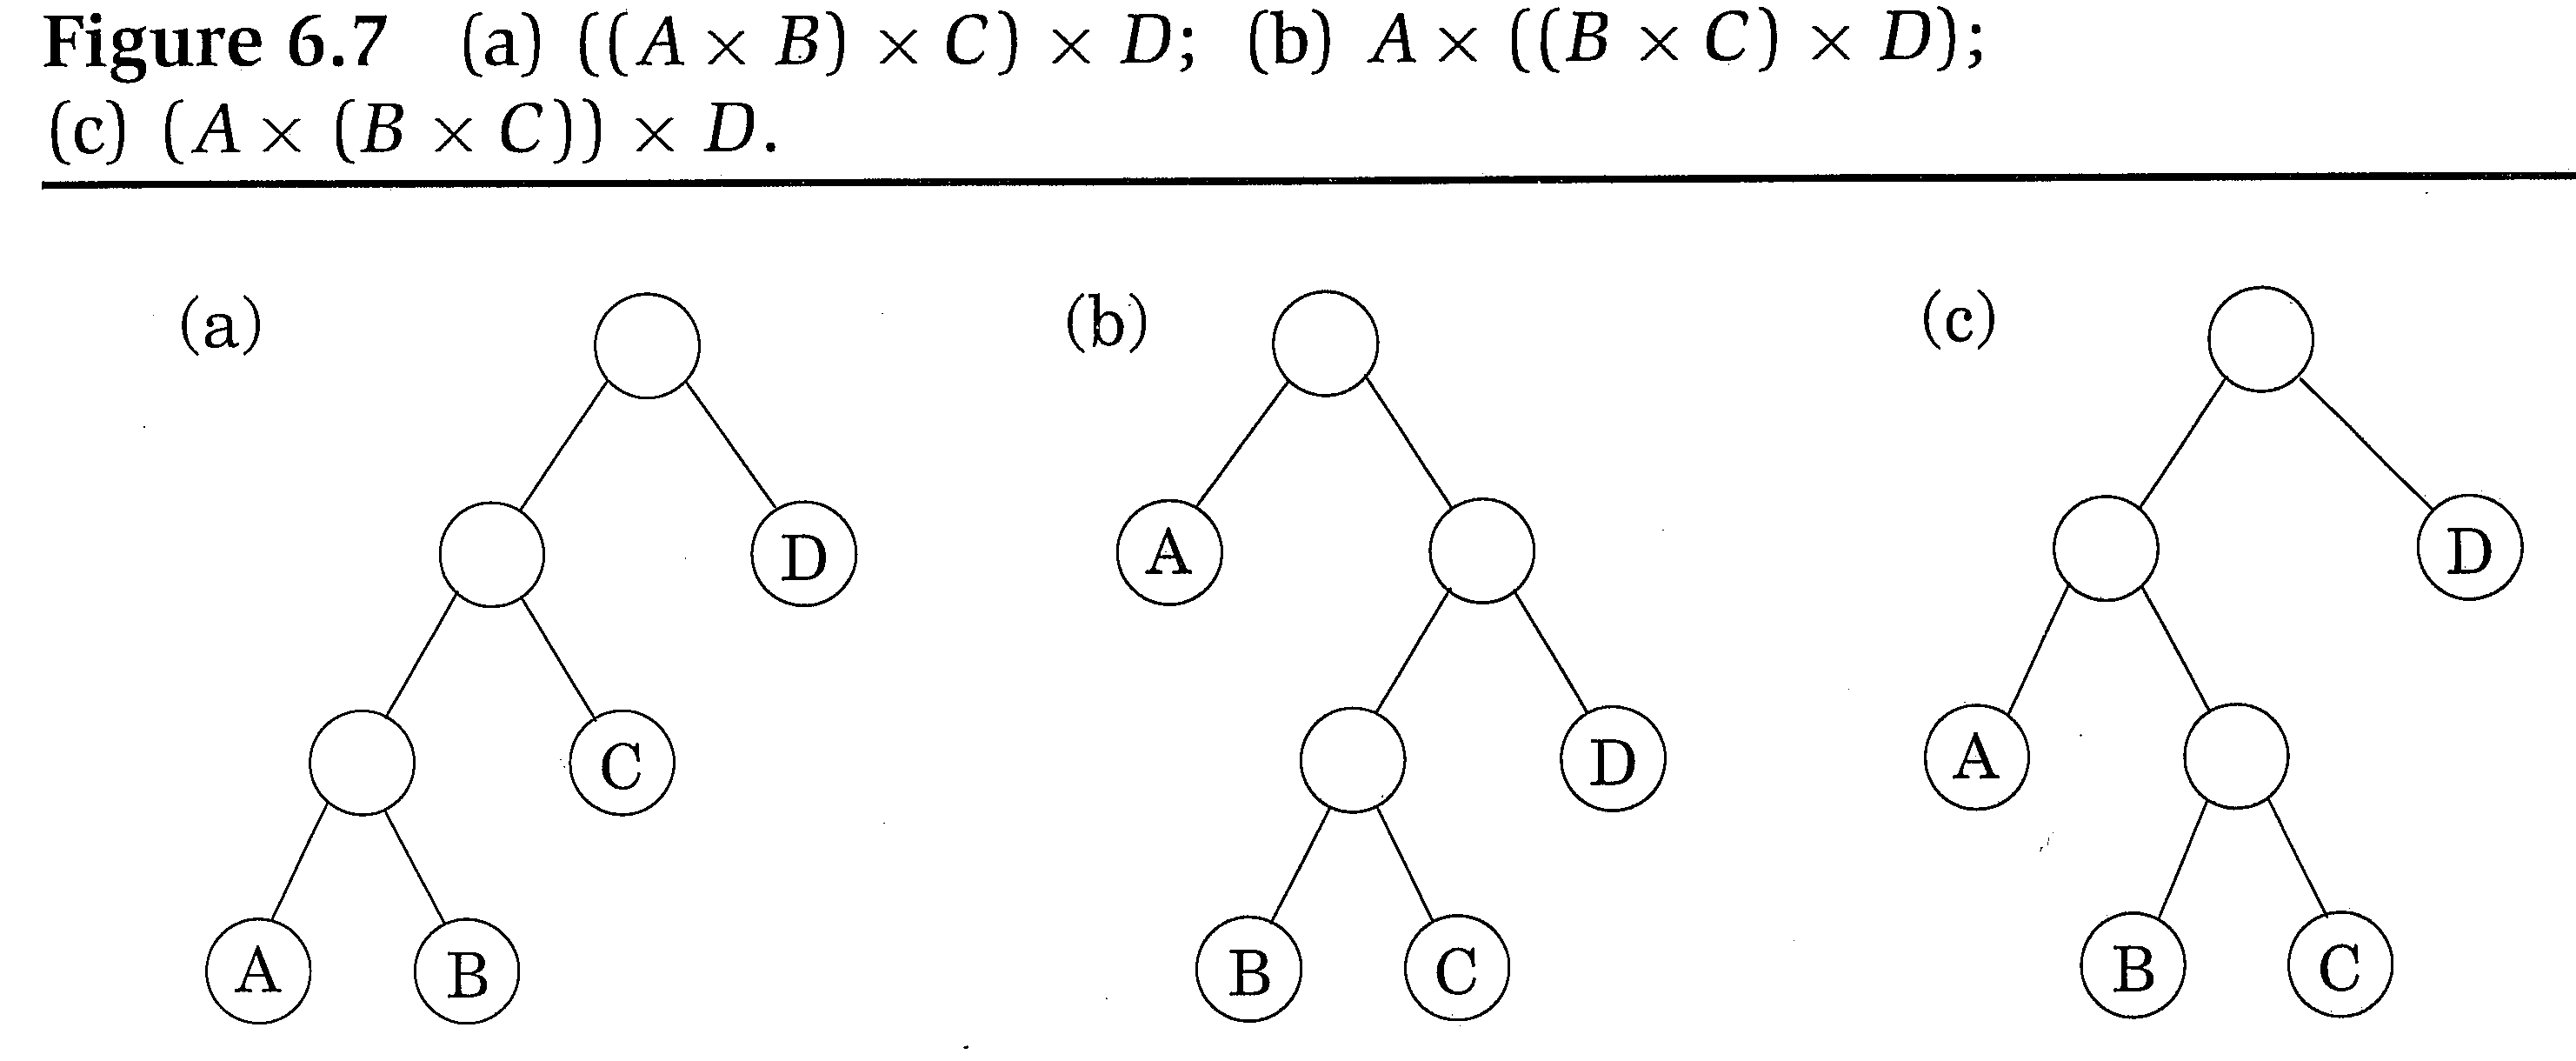 Figure 6.7 (a) ((A × B) × C) × D; (b) A × ((B × C) × D);
(c) (A × (B × C)) × D.
(a) (b) (c)
D A D
C D A
A B B C B C